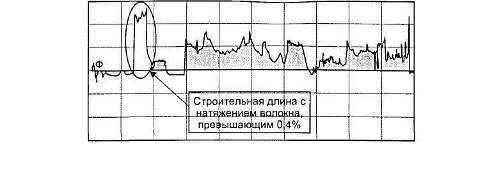 Ф
Строительная длина с
натяжением волокна,
превышающим 0,4%